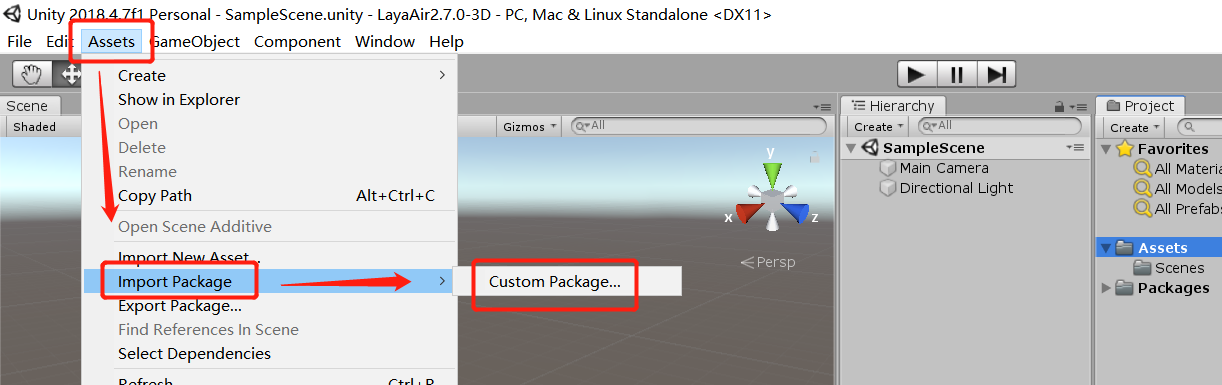 Unity 2018.4.7f1 Personal - SampleScene.unity - LayaAir2.7.0-3D - PC, Mac & Linux Standalone <DX11>
File Edit Assets GameObject Component Window Help
Scene
Shaded
Gizmos
All
Create
Show in Explorer
Open
Delete
Rename
Copy Path Alt+Ctrl+C
Open Scene Additive
Import New Asset...
Import Package
Custom Package...
Export Package...
Find References In Scene
Select Dependencies
Refresh Ctrl+R
y
x
z
Persp
Hierarchy
Create
All
SampleScene
Main Camera
Directional Light
Project
Create
Favorites
All Materia
All Models
All Prefabs
Assets
Scenes
Packages